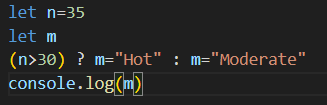 let n=35
let m
(n>30) ? m="Hot" : m="Moderate"
console.log(m)